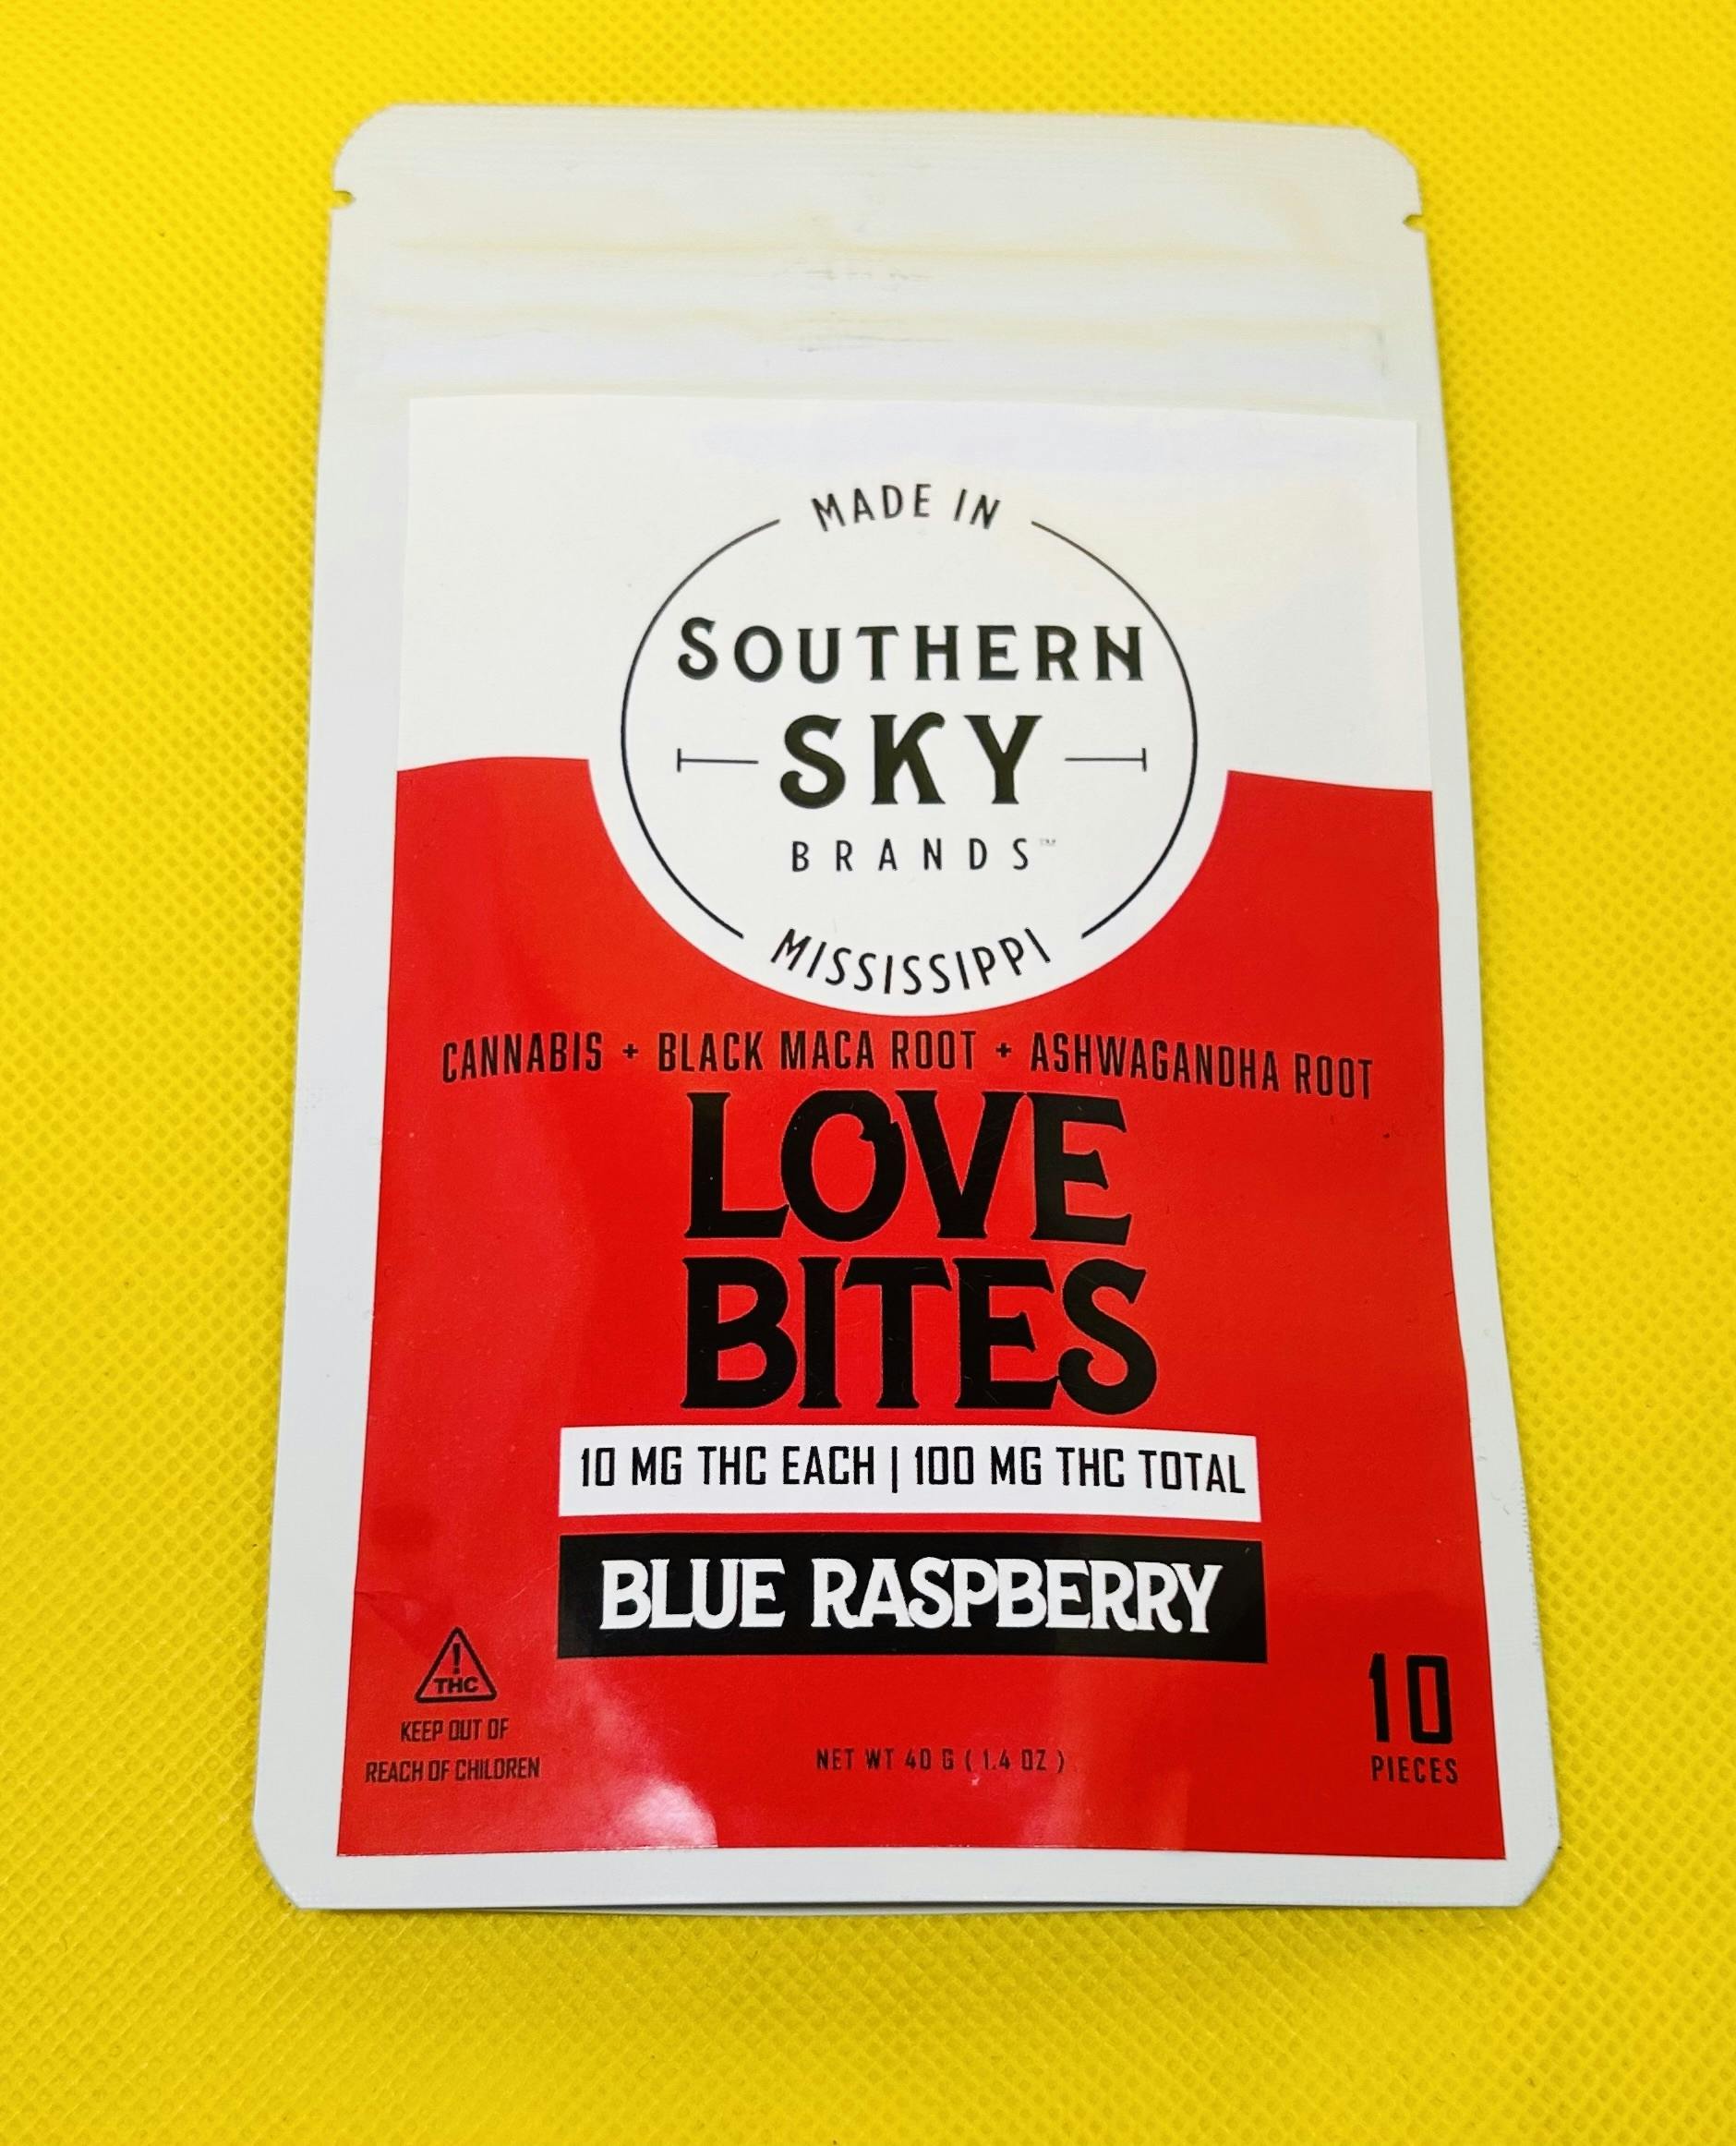 MADE IN
SOUTHERN
SKY
BRANDS™
MISSISSIPPI
CANNABIS + BLACK MACA ROOT + ASHWAGANDHA ROOT
LOVE
BITES
10 MG THC EACH | 100 MG THC TOTAL
BLUE RASPBERRY
!
THC
KEEP OUT OF
REACH OF CHILDREN
NET WT 40 G ( 1.4 OZ )
10
PIECES